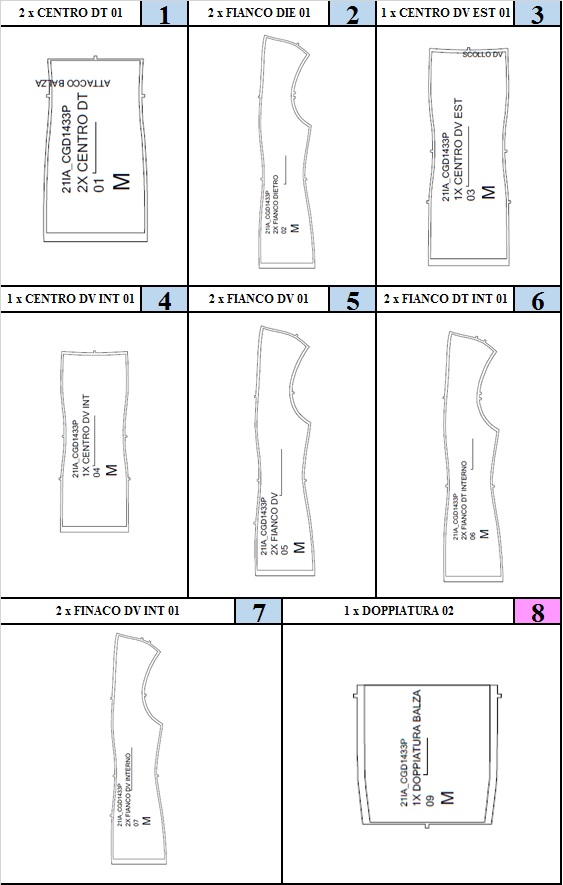 2 x CENTRO DT 01
1
2 x FIANCO DIE 01
2
1 x CENTRO DV EST 01
3
ATTACCO BALZA
21IA_CGD1433P
2X CENTRO DT
01
M
21IA_CGD1433P
2X FIANCO DIETRO
02
M
SCOLLO DV
21IA_CGD1433P
1X CENTRO DV EST
03
M
1 x CENTRO DV INT 01
4
2 x FIANCO DV 01
5
2 x FIANCO DT INT 01
6
21IA_CGD1433P
1X CENTRO DV INT
04
M
21IA_CGD1433P
2X FIANCO DV
05
M
21IA_CGD1433P
2X FIANCO DT INTERNO
06
M
2 x FINACO DV INT 01
7
1 x DOPPIATURA 02
8
21IA_CGD1433P
2X FIANCO DV INTERNO
07
M
21IA_CGD1433P
1X DOPPIATURA BALZA
09
M